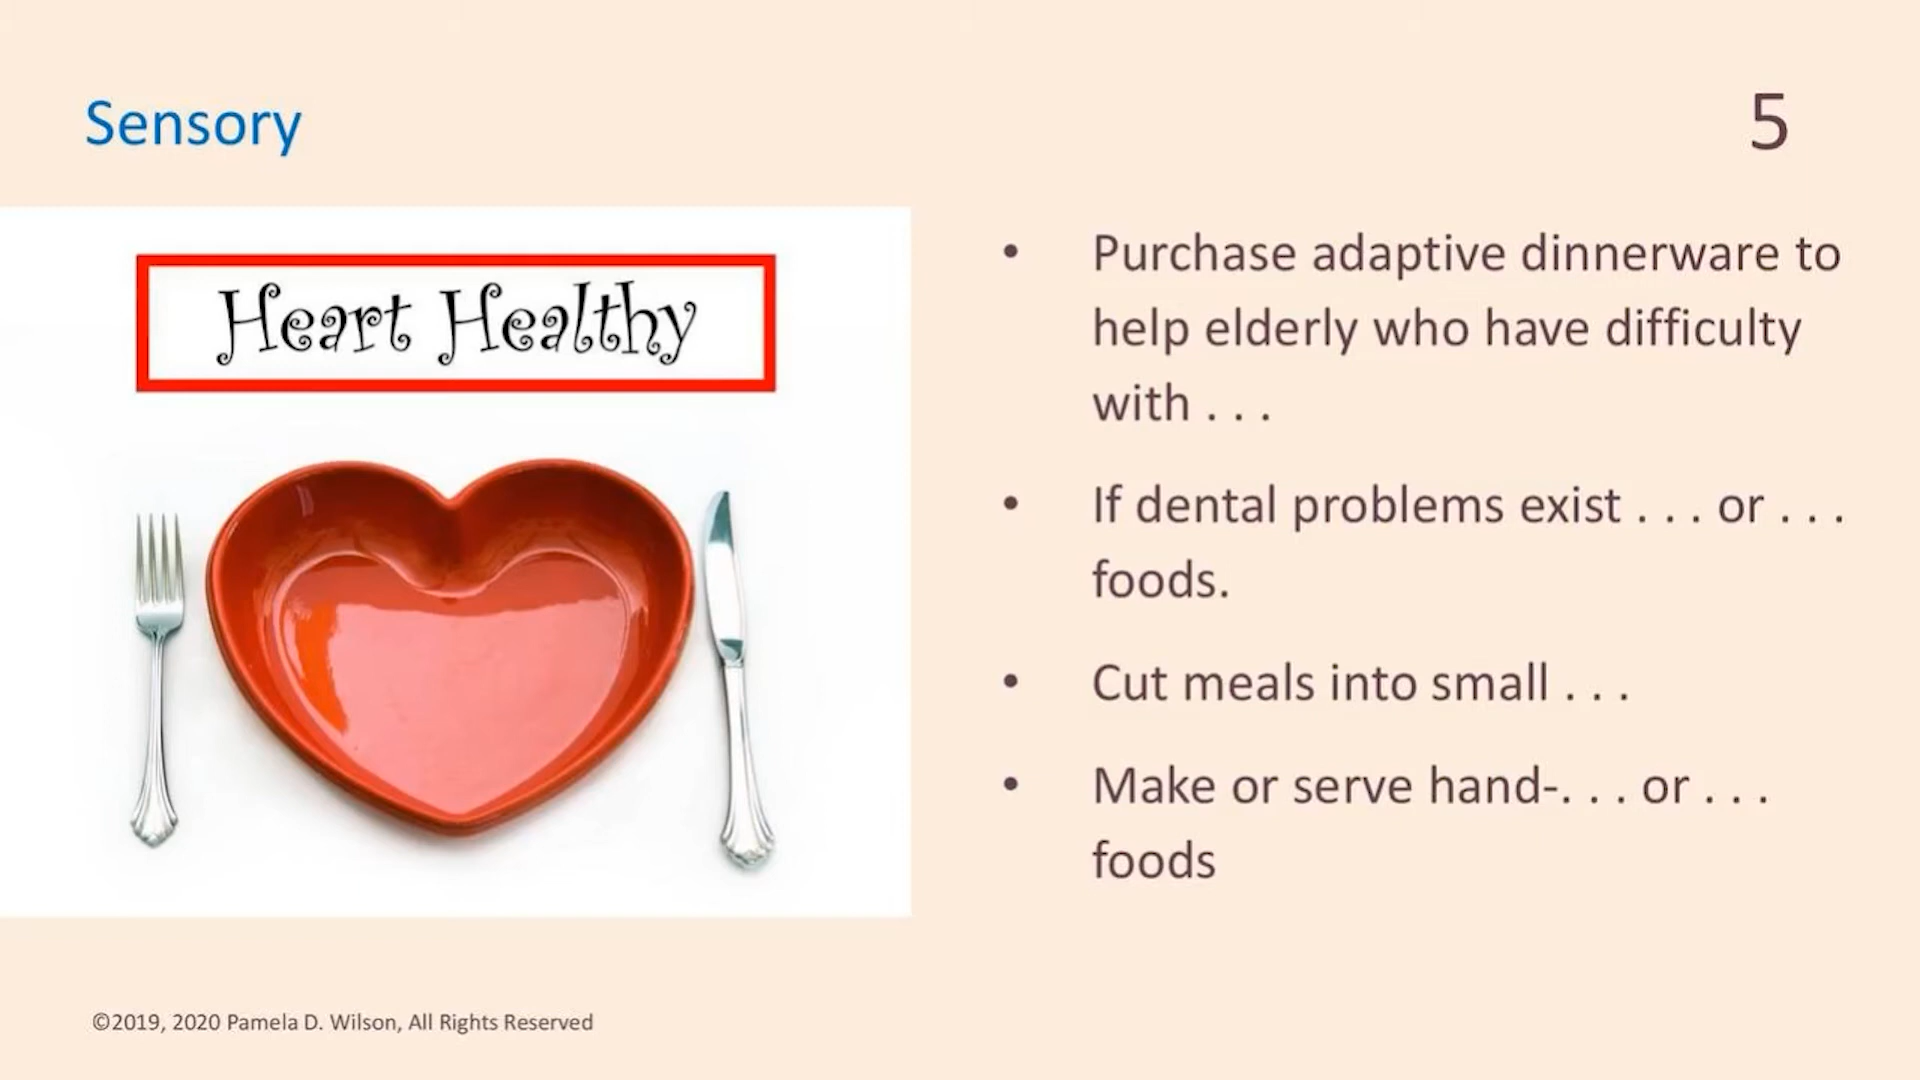 Sensory
5
Heart Healthy
• Purchase adaptive dinnerware to
help elderly who have difficulty
with . . .
• If dental problems exist . . . or . . .
foods.
• Cut meals into small . . .
• Make or serve hand-. . . or . . .
foods
©2019, 2020 Pamela D. Wilson, All Rights Reserved